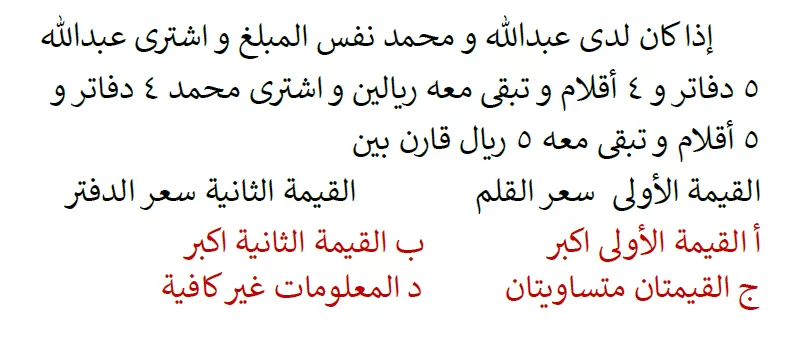 إذا كان لدى عبدالله و محمد نفس المبلغ و اشترى عبدالله
٥ دفاتر و ٤ أقلام و تبقى معه ريالين و اشترى محمد ٤ دفاتر و
٥ أقلام و تبقى معه ٥ ريال قارن بين
القيمة الأولى سعر القلم القيمة الثانية سعر الدفتر
أ القيمة الأولى اكبر ب القيمة الثانية اكبر
ج القيمتان متساويتان د المعلومات غير كافية